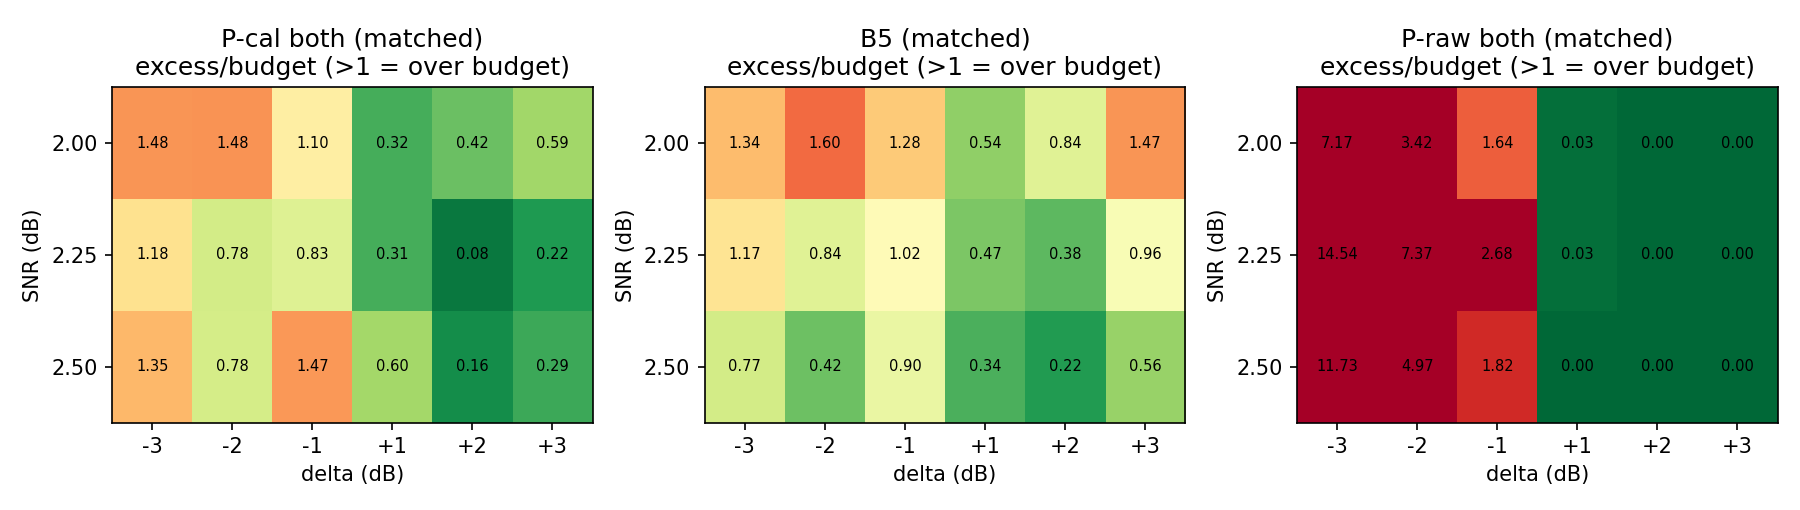 P-cal both (matched)
excess/budget (>1 = over budget)
SNR (dB)
2.00
1.48 1.48 1.10 0.32 0.42 0.59
2.25
1.18 0.78 0.83 0.31 0.08 0.22
2.50
1.35 0.78 1.47 0.60 0.16 0.29
-3 -2 -1 +1 +2 +3
delta (dB)
B5 (matched)
excess/budget (>1 = over budget)
SNR (dB)
2.00
1.34 1.60 1.28 0.54 0.84 1.47
2.25
1.17 0.84 1.02 0.47 0.38 0.96
2.50
0.77 0.42 0.90 0.34 0.22 0.56
-3 -2 -1 +1 +2 +3
delta (dB)
P-raw both (matched)
excess/budget (>1 = over budget)
SNR (dB)
2.00
7.17 3.42 1.64 0.03 0.00 0.00
2.25
14.54 7.37 2.68 0.03 0.00 0.00
2.50
11.73 4.97 1.82 0.00 0.00 0.00
-3 -2 -1 +1 +2 +3
delta (dB)